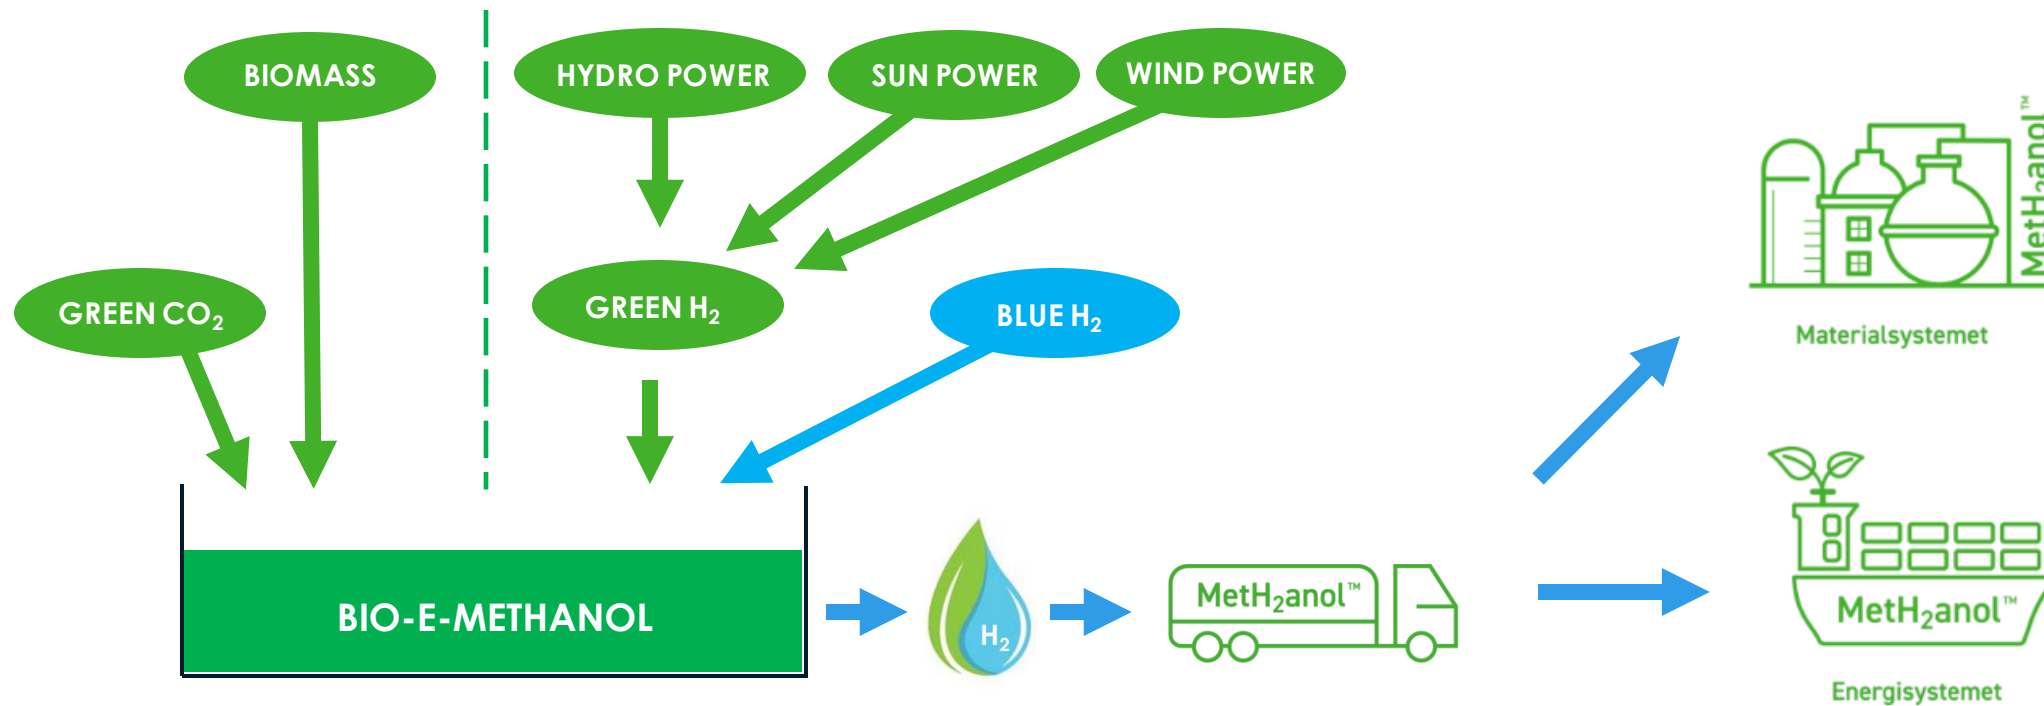 BIOMASS
HYDRO POWER
SUN POWER
WIND POWER
GREEN CO₂
GREEN H₂
BLUE H₂
BIO-E-METHANOL
H₂
MetH₂anol™
MetH₂anol™
Materialsystemet
MetH₂anol™
Energisystemet